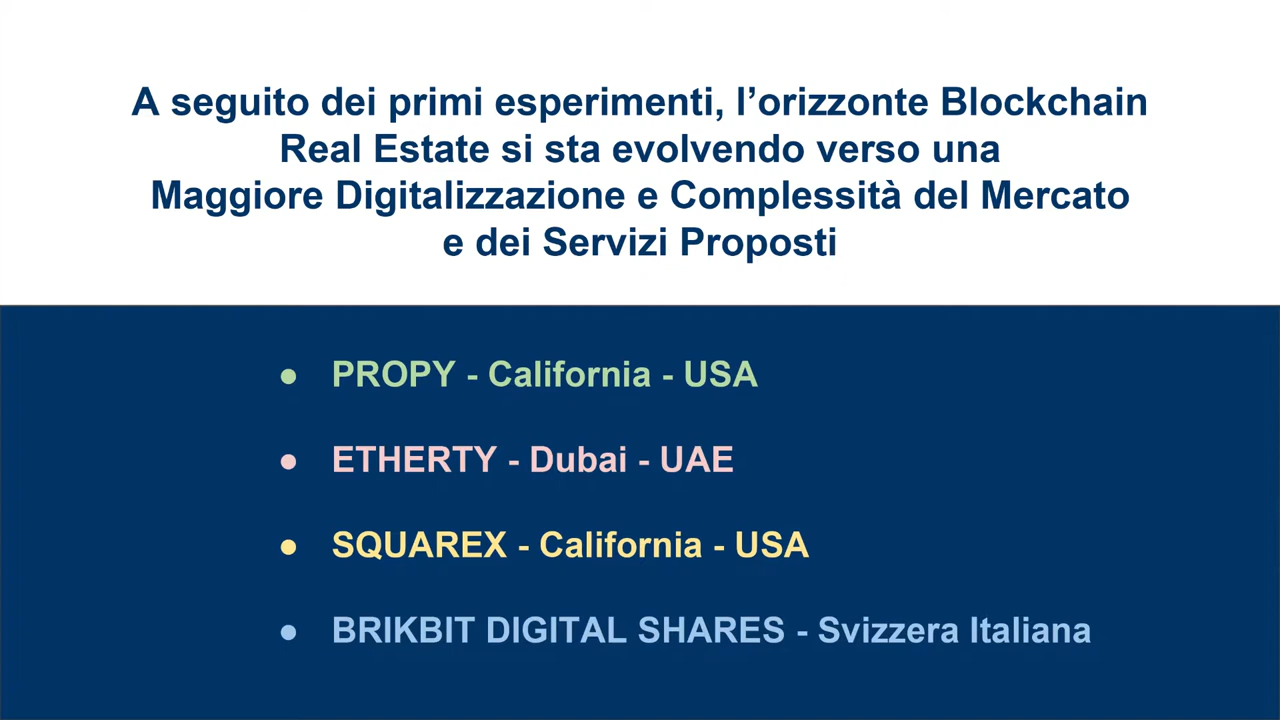 A seguito dei primi esperimenti, l’orizzonte Blockchain
Real Estate si sta evolvendo verso una
Maggiore Digitalizzazione e Complessità del Mercato
e dei Servizi Proposti
● PROPY - California - USA
● ETHERTY - Dubai - UAE
● SQUAREX - California - USA
● BRIKBIT DIGITAL SHARES - Svizzera Italiana